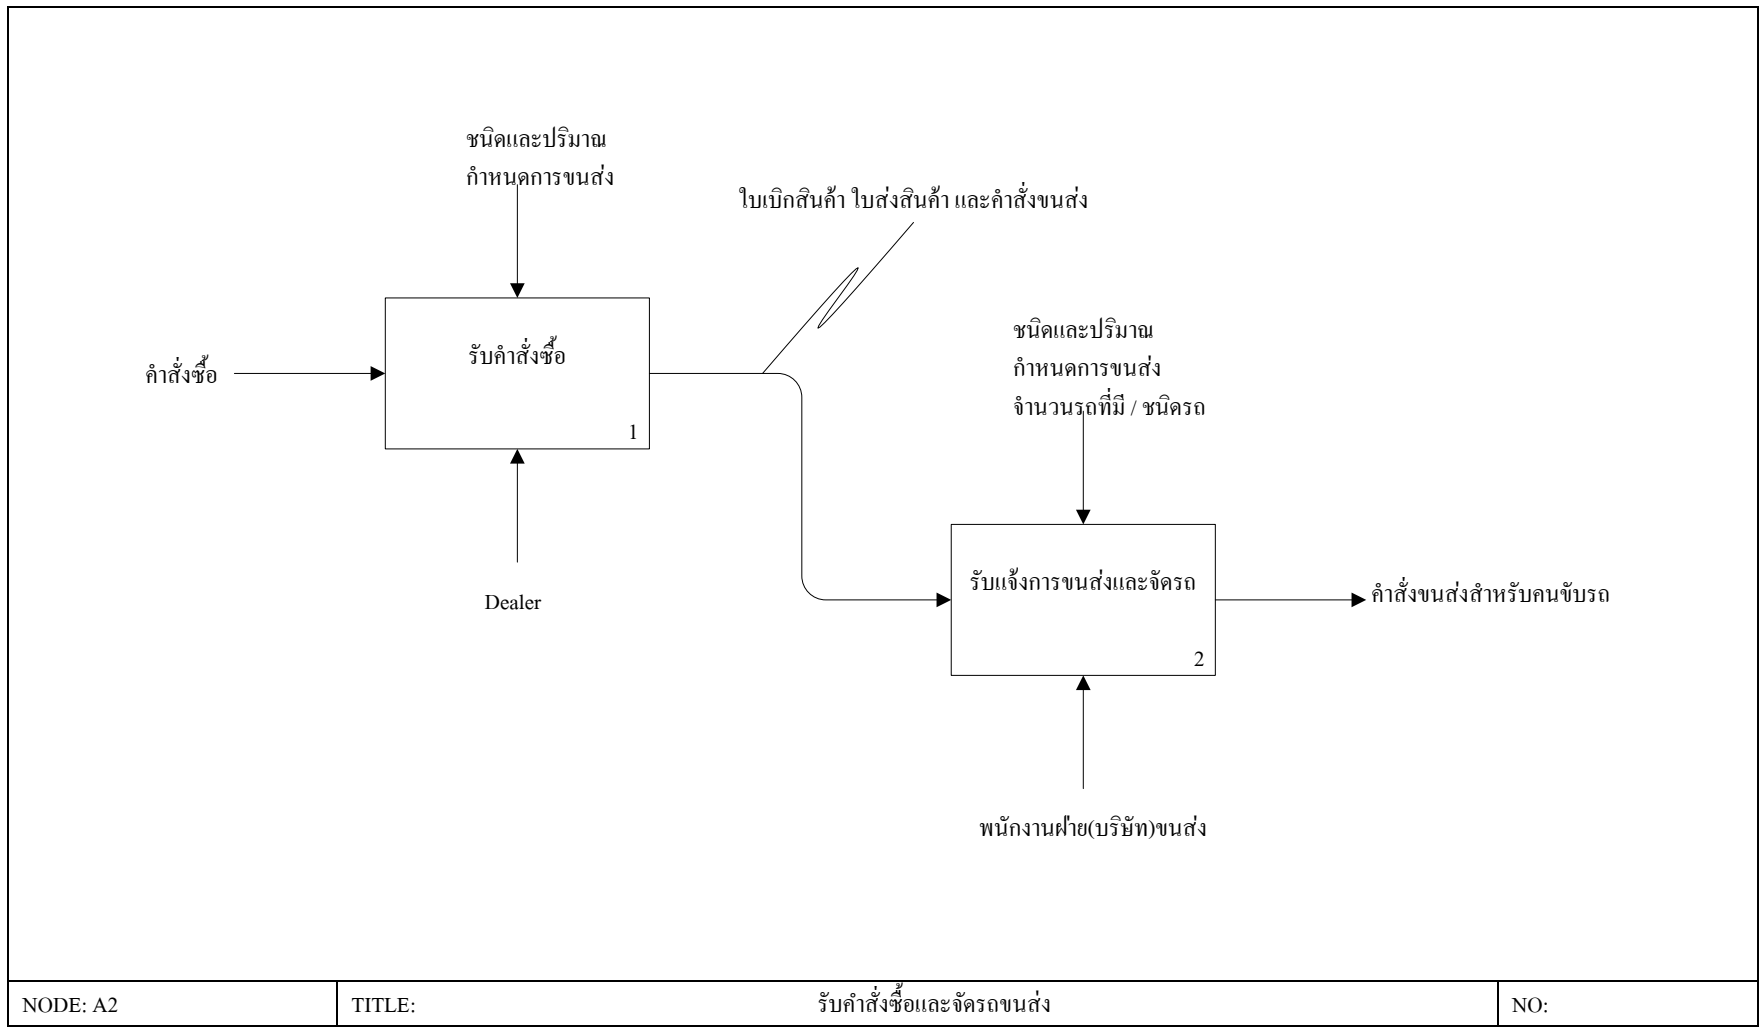 ชนิดและปริมาณ
กำหนดการขนส่ง
ใบเบิกสินค้า ใบส่งสินค้า และคำสั่งขนส่ง
คำสั่งซื้อ
รับคำสั่งซื้อ
1
Dealer
ชนิดและปริมาณ
กำหนดการขนส่ง
จำนวนรถที่มี / ชนิดรถ
รับแจ้งการขนส่งและจัดรถ
2
คำสั่งขนส่งสำหรับคนขับรถ
พนักงานฝ่าย(บริษัท)ขนส่ง
NODE: A2
TITLE:
รับคำสั่งซื้อและจัดรถขนส่ง
NO: